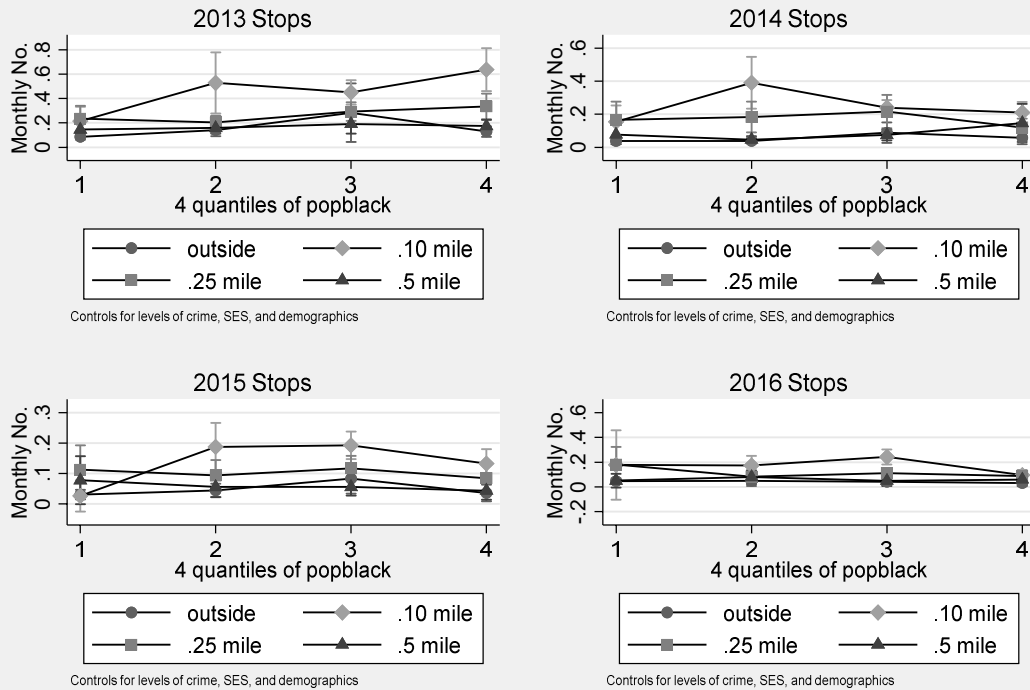 2013 Stops
Monthly No.
.8
.6
.4
.2
0
1 2 3 4
4 quantiles of popblack
outside .10 mile
.25 mile .5 mile
Controls for levels of crime, SES, and demographics
2014 Stops
Monthly No.
.6
.4
.2
0
1 2 3 4
4 quantiles of popblack
outside .10 mile
.25 mile .5 mile
Controls for levels of crime, SES, and demographics
2015 Stops
Monthly No.
.3
.2
.1
0
1 2 3 4
4 quantiles of popblack
outside .10 mile
.25 mile .5 mile
Controls for levels of crime, SES, and demographics
2016 Stops
Monthly No.
.6
.4
.2
0
-.2
1 2 3 4
4 quantiles of popblack
outside .10 mile
.25 mile .5 mile
Controls for levels of crime, SES, and demographics